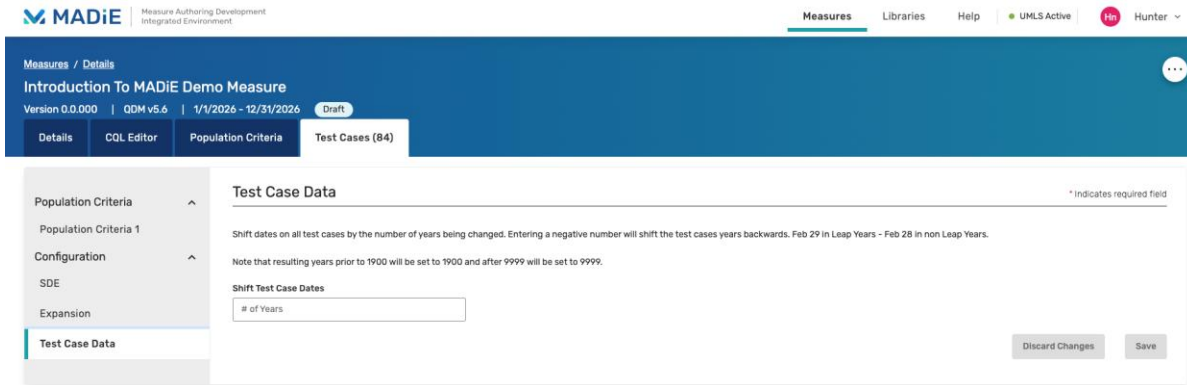 MADiE
Measure Authoring Development
Integrated Environment
Measures Libraries Help UMLS Active Hn Hunter
Measures / Details
Introduction To MADiE Demo Measure
Version 0.0.000 | QDM v5.6 | 1/1/2026 - 12/31/2026 Draft
Details CQL Editor Population Criteria Test Cases (84)
Population Criteria
Population Criteria 1
Configuration
SDE
Expansion
Test Case Data
Test Case Data
* Indicates required field
Shift dates on all test cases by the number of years being changed. Entering a negative number will shift the test cases years backwards. Feb 29 in Leap Years - Feb 28 in non Leap Years.
Note that resulting years prior to 1900 will be set to 1900 and after 9999 will be set to 9999.
Shift Test Case Dates
# of Years
Discard Changes Save